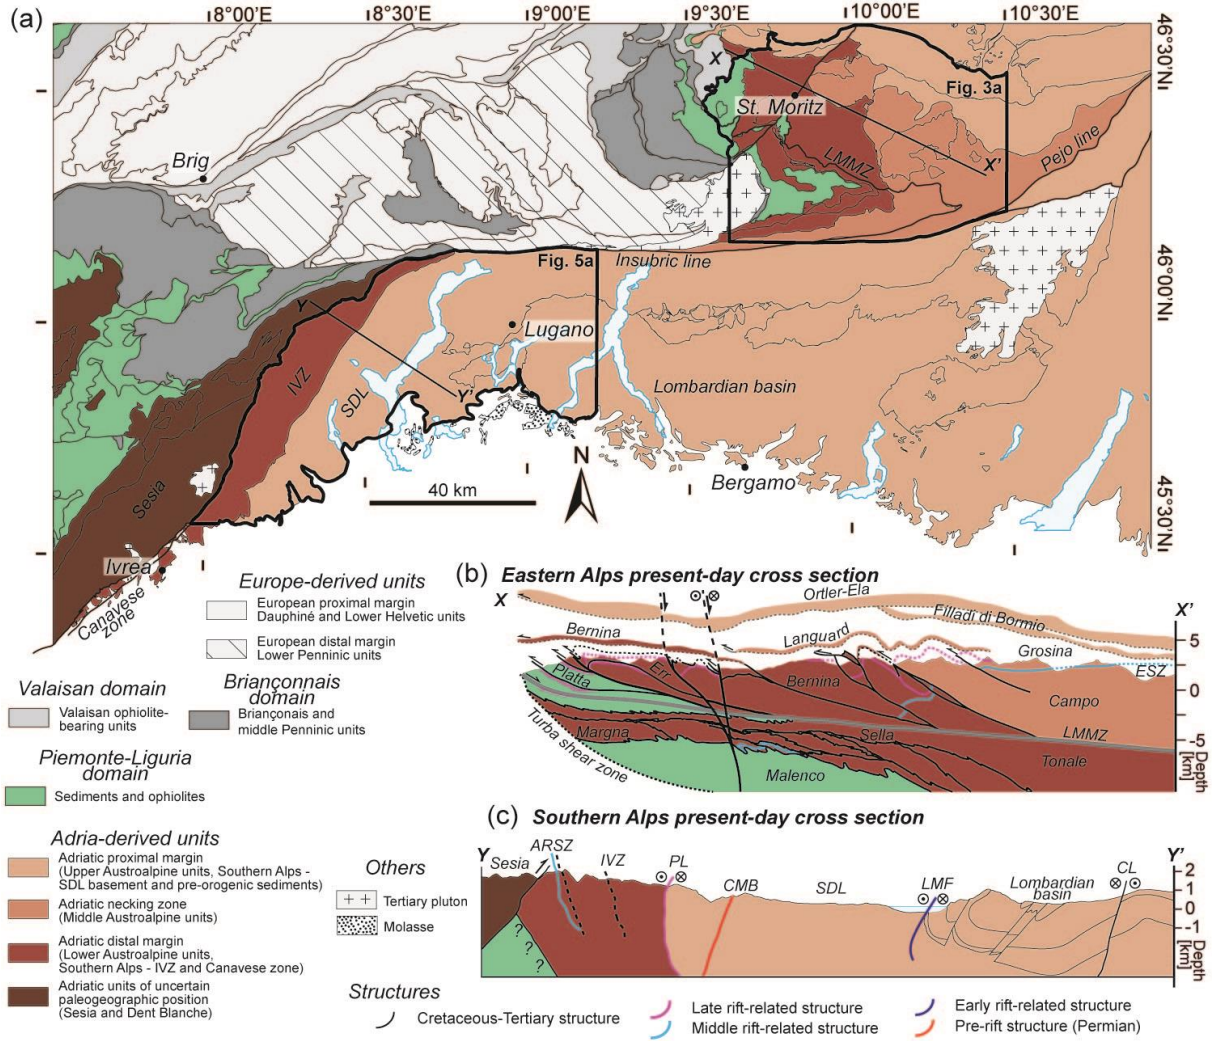 (a)
8°00'E
8°30'E
9°00'E
9°30'E
10°00'E
10°30'E
46°30'N
46°00'N
45°30'N
X
St. Moritz
Fig. 3a
X'
LMMZ
Pejo line
Brig
Insubric line
Fig. 5a
Y
Lugano
IVZ
SDL
Y'
Lombardian basin
N
Bergamo
40 km
Sesia
Ivrea
Canavese
zone
Europe-derived units
European proximal margin
Dauphiné and Lower Helvetic units
European distal margin
Lower Penninic units
Valaisan domain
Valaisan ophiolite-
bearing units
Briançonnais
domain
Briançonais and
middle Penninic units
Piemonte-Liguria
domain
Sediments and ophiolites
Adria-derived units
Adriatic proximal margin
(Upper Austroalpine units, Southern Alps -
SDL basement and pre-orogenic sediments)
Adriatic necking zone
(Middle Austroalpine units)
Adriatic distal margin
(Lower Austroalpine units,
Southern Alps - IVZ and Canavese zone)
Adriatic units of uncertain
paleogeographic position
(Sesia and Dent Blanche)
Others
Tertiary pluton
Molasse
(b) Eastern Alps present-day cross section
X
X'
Ortler-Ela
Filladi di Bormio
Bernina
Languard
Grosina
ESZ
Platta
Err
Bernina
Campo
Margna
Sella
LMMZ
Tonale
Turba shear zone
Malenco
5
0
-5
Depth
[km]
(c) Southern Alps present-day cross section
Y
Y'
Sesia
ARSZ
IVZ
PL
CMB
SDL
LMF
Lombardian
basin
CL
2
1
0
-1
Depth
[km]
? 
?
?
Structures
Cretaceous-Tertiary structure
Late rift-related structure
Middle rift-related structure
Early rift-related structure
Pre-rift structure (Permian)